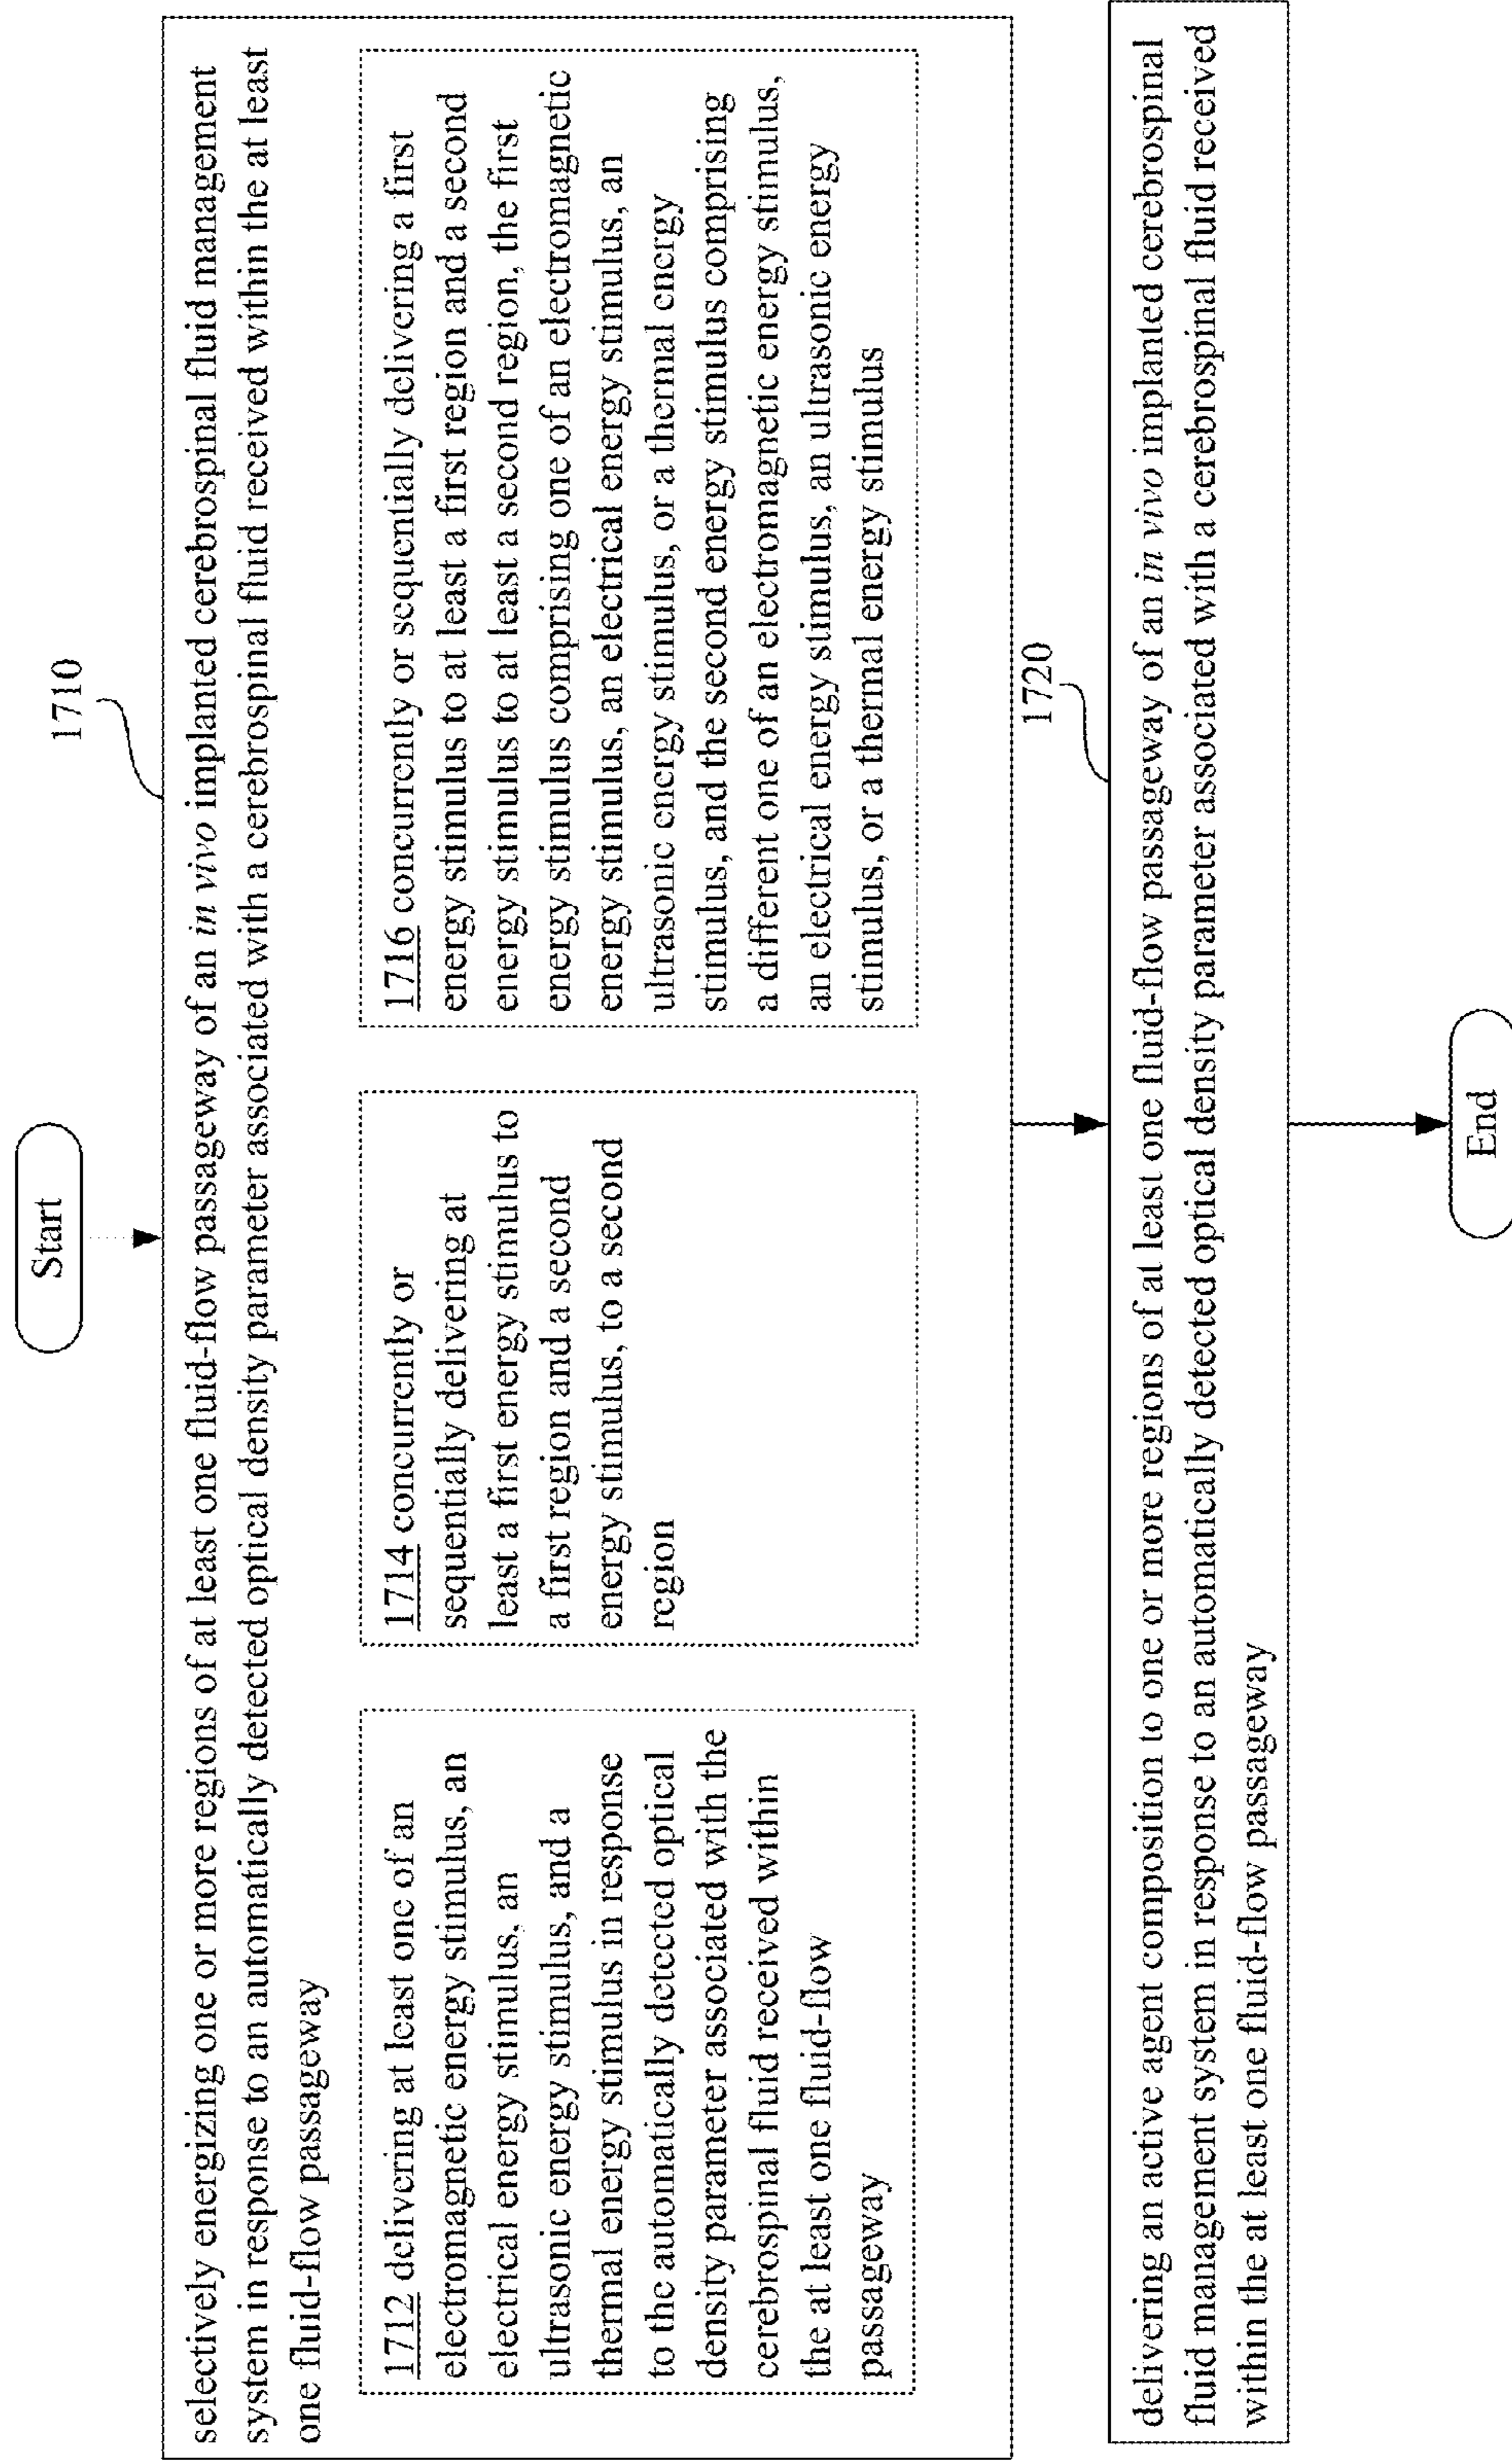 Start
1710
selectively energizing one or more regions of at least one fluid-flow passageway of an in vivo implanted cerebrospinal fluid management
system in response to an automatically detected optical density parameter associated with a cerebrospinal fluid received within the at least
one fluid-flow passageway
1712 delivering at least one of an
electromagnetic energy stimulus, an
electrical energy stimulus, an
ultrasonic energy stimulus, and a
thermal energy stimulus in response
to the automatically detected optical
density parameter associated with the
cerebrospinal fluid received within
the at least one fluid-flow
passageway
1714 concurrently or
sequentially delivering at
least a first energy stimulus to
a first region and a second
energy stimulus, to a second
region
1716 concurrently or sequentially delivering a first
energy stimulus to at least a first region and a second
energy stimulus to at least a second region, the first
energy stimulus comprising one of an electromagnetic
energy stimulus, an electrical energy stimulus, an
ultrasonic energy stimulus, or a thermal energy
stimulus, and the second energy stimulus comprising
a different one of an electromagnetic energy stimulus,
an electrical energy stimulus, an ultrasonic energy
stimulus, or a thermal energy stimulus
1720
delivering an active agent composition to one or more regions of at least one fluid-flow passageway of an in vivo implanted cerebrospinal
fluid management system in response to an automatically detected optical density parameter associated with a cerebrospinal fluid received
within the at least one fluid-flow passageway
End